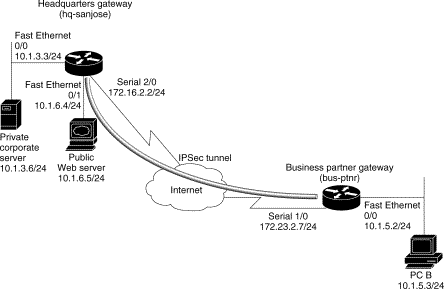 Headquarters gateway
(hq-sanjose)
Fast Ethernet
0/0
10.1.3.3/24
Fast Ethernet
0/1
10.1.6.4/24
Serial 2/0
172.16.2.2/24
Private
corporate
server
10.1.3.6/24
Public
Web server
10.1.6.5/24
IPSec tunnel
Internet
Business partner gateway
(bus-ptnr)
Serial 1/0
172.23.2.7/24
Fast Ethernet
0/0
10.1.5.2/24
PC B
10.1.5.3/24